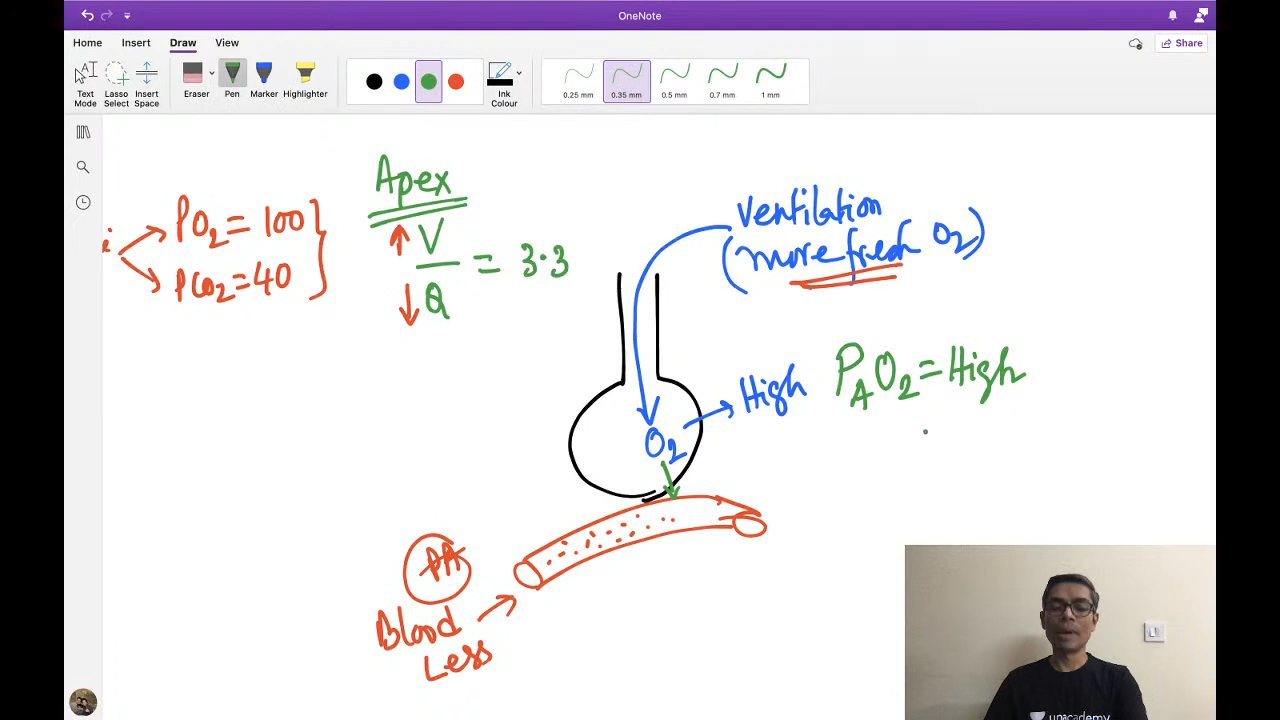 OneNote
Home Insert Draw View
Share
Text Mode
Lasso Select
Insert Space
Eraser
Pen
Marker
Highlighter
Ink Colour
0.25 mm
0.35 mm
0.5 mm
0.7 mm
1 mm
PO2 = 100
PCO2 = 40
Apex
V
Q
= 3.3
Ventilation
(more fresh O2)
High
PAO2 = High
O2
PA
Blood
Less
unacademy